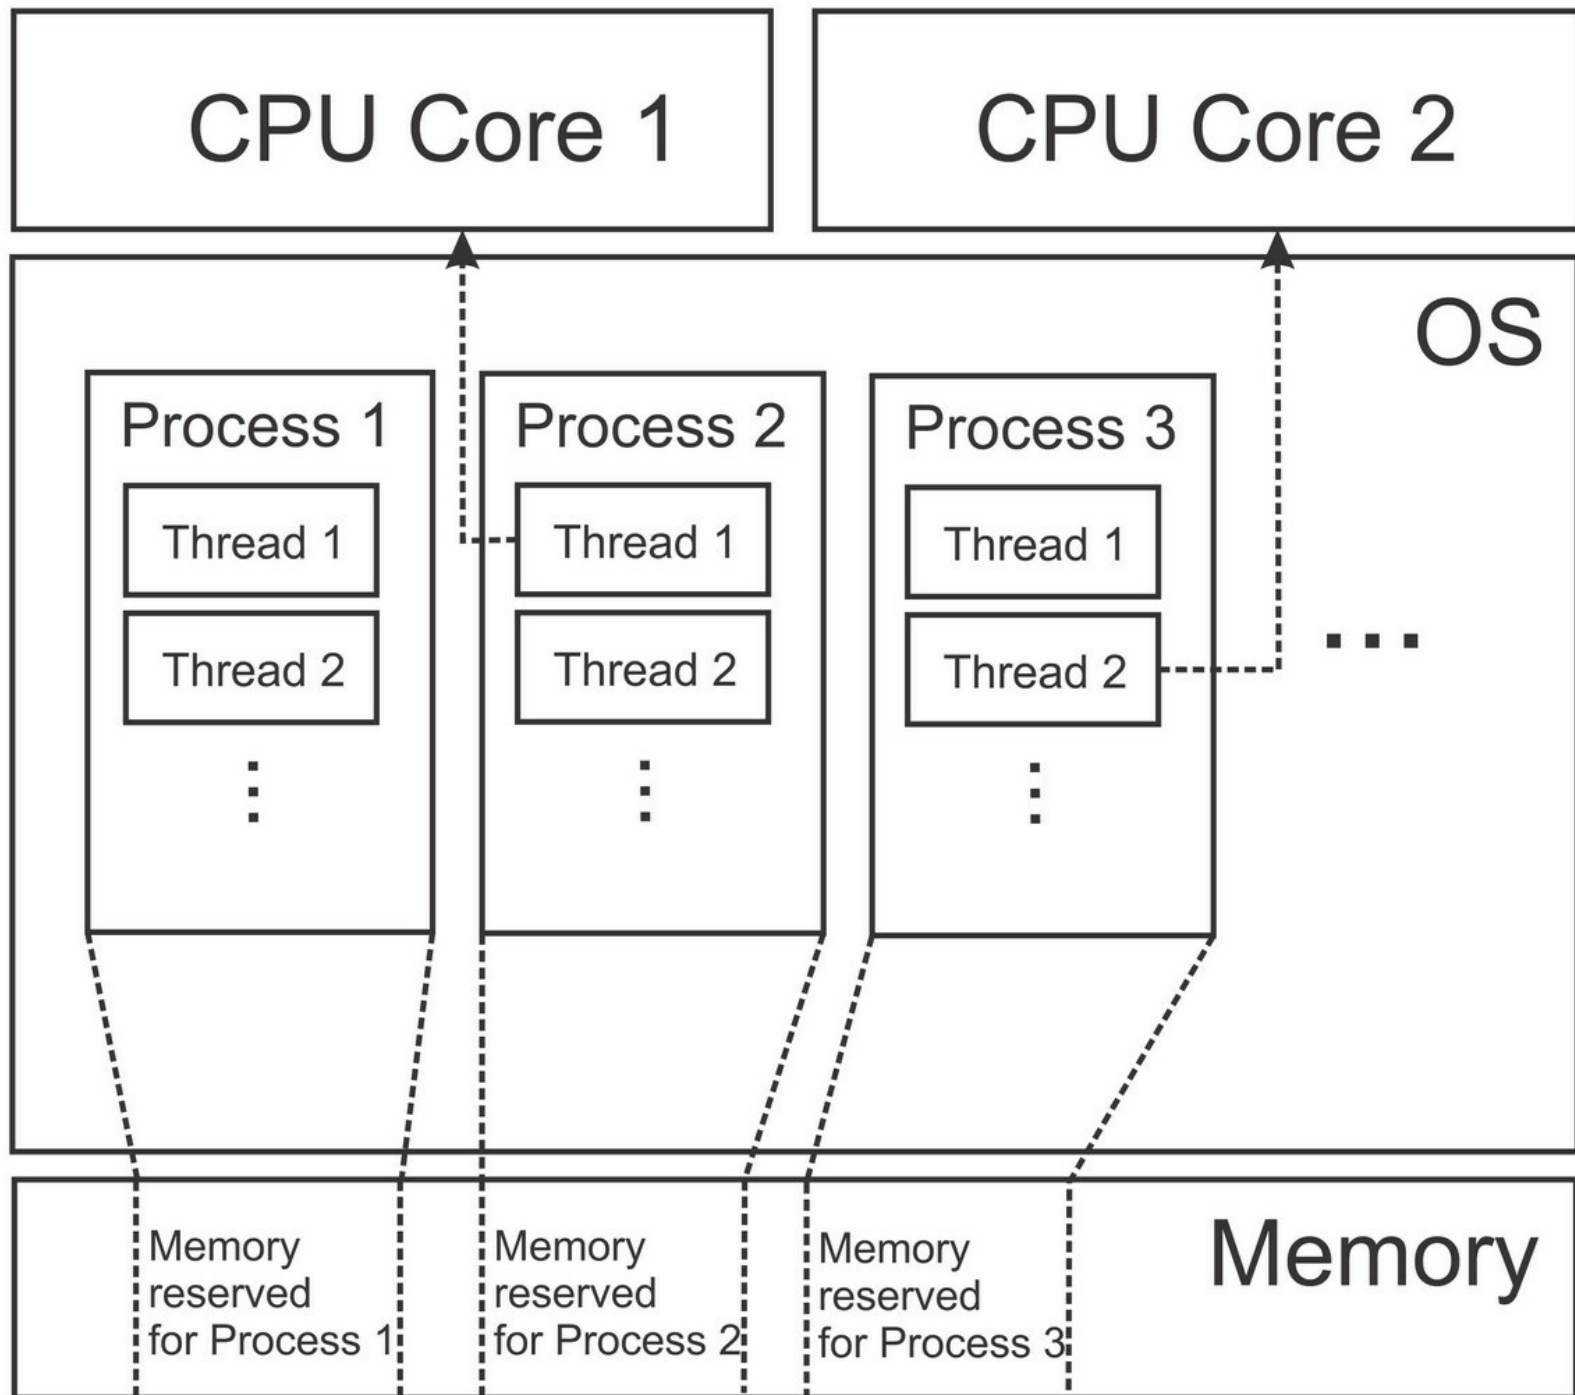 CPU Core 1
CPU Core 2
OS
Process 1
Thread 1
Thread 2
Process 2
Thread 1
Thread 2
Process 3
Thread 1
Thread 2
Memory
reserved
for Process 1
Memory
reserved
for Process 2
Memory
reserved
for Process 3
Memory